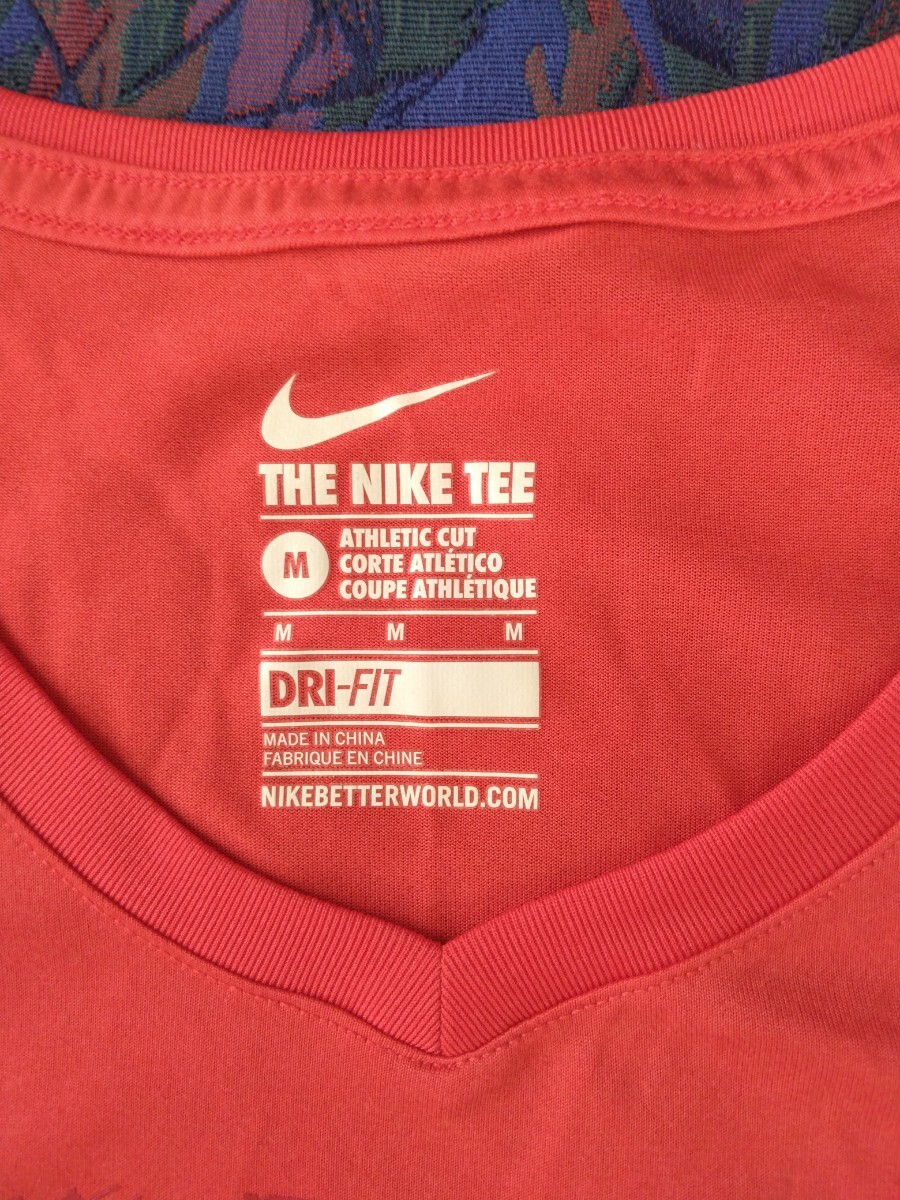 THE NIKE TEE
M
ATHLETIC CUT
CORTE ATLÉTICO
COUPE ATHLÉTIQUE
M M M
DRI-FIT
MADE IN CHINA
FABRIQUE EN CHINE
NIKEBETTERWORLD.COM